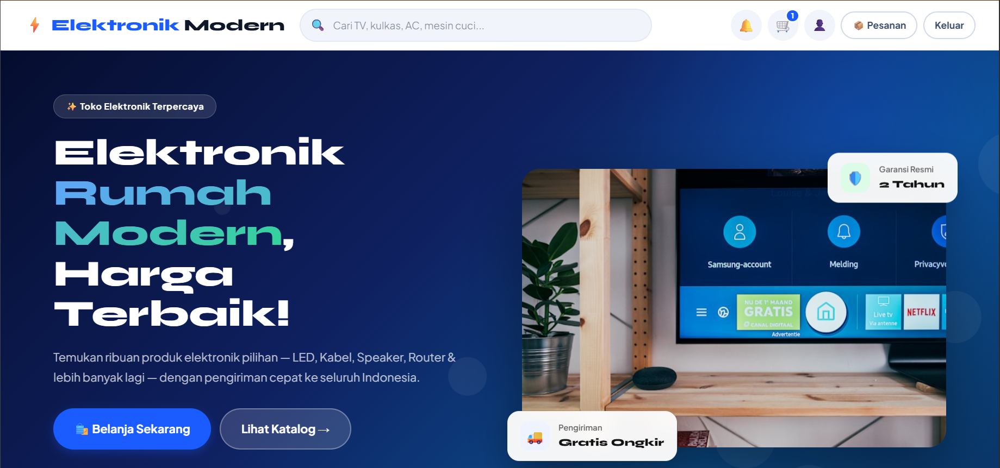 Elektronik Modern
Cari TV, kulkas, AC, mesin cuci...
1
Pesanan
Keluar
Toko Elektronik Terpercaya
Elektronik
Rumah
Modern,
Harga
Terbaik!
Temukan ribuan produk elektronik pilihan — LED, Kabel, Speaker, Router &
lebih banyak lagi — dengan pengiriman cepat ke seluruh Indonesia.
Belanja Sekarang
Lihat Katalog →
Garansi Resmi
2 Tahun
Samsung-account
Melding
NU DE 1e MAAND
GRATIS
CANAL DIGITAAL
Advertentie
Live tv
Via antenne
NETFLIX
Pengiriman
Gratis Ongkir